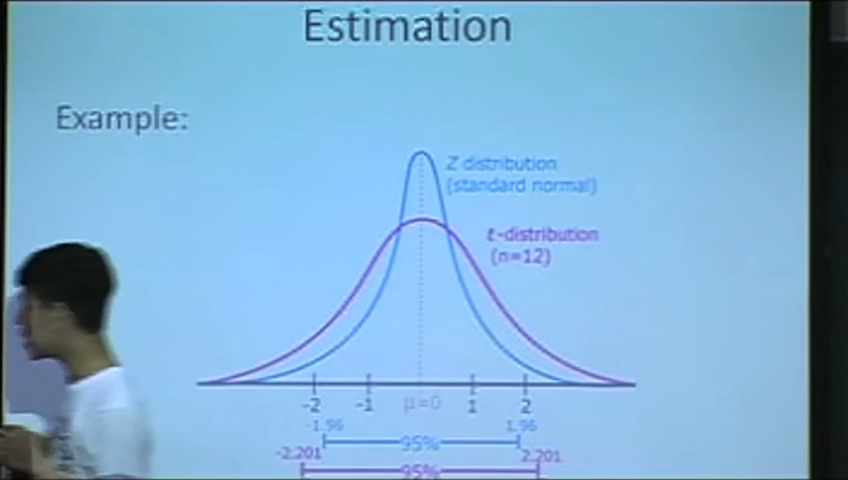 Estimation
Example:
Z distribution
(standard normal)
t-distribution
(n=12)
-2 -1 μ=0 1 2
-1.96 1.96
95%
-2.201 2.201
95%